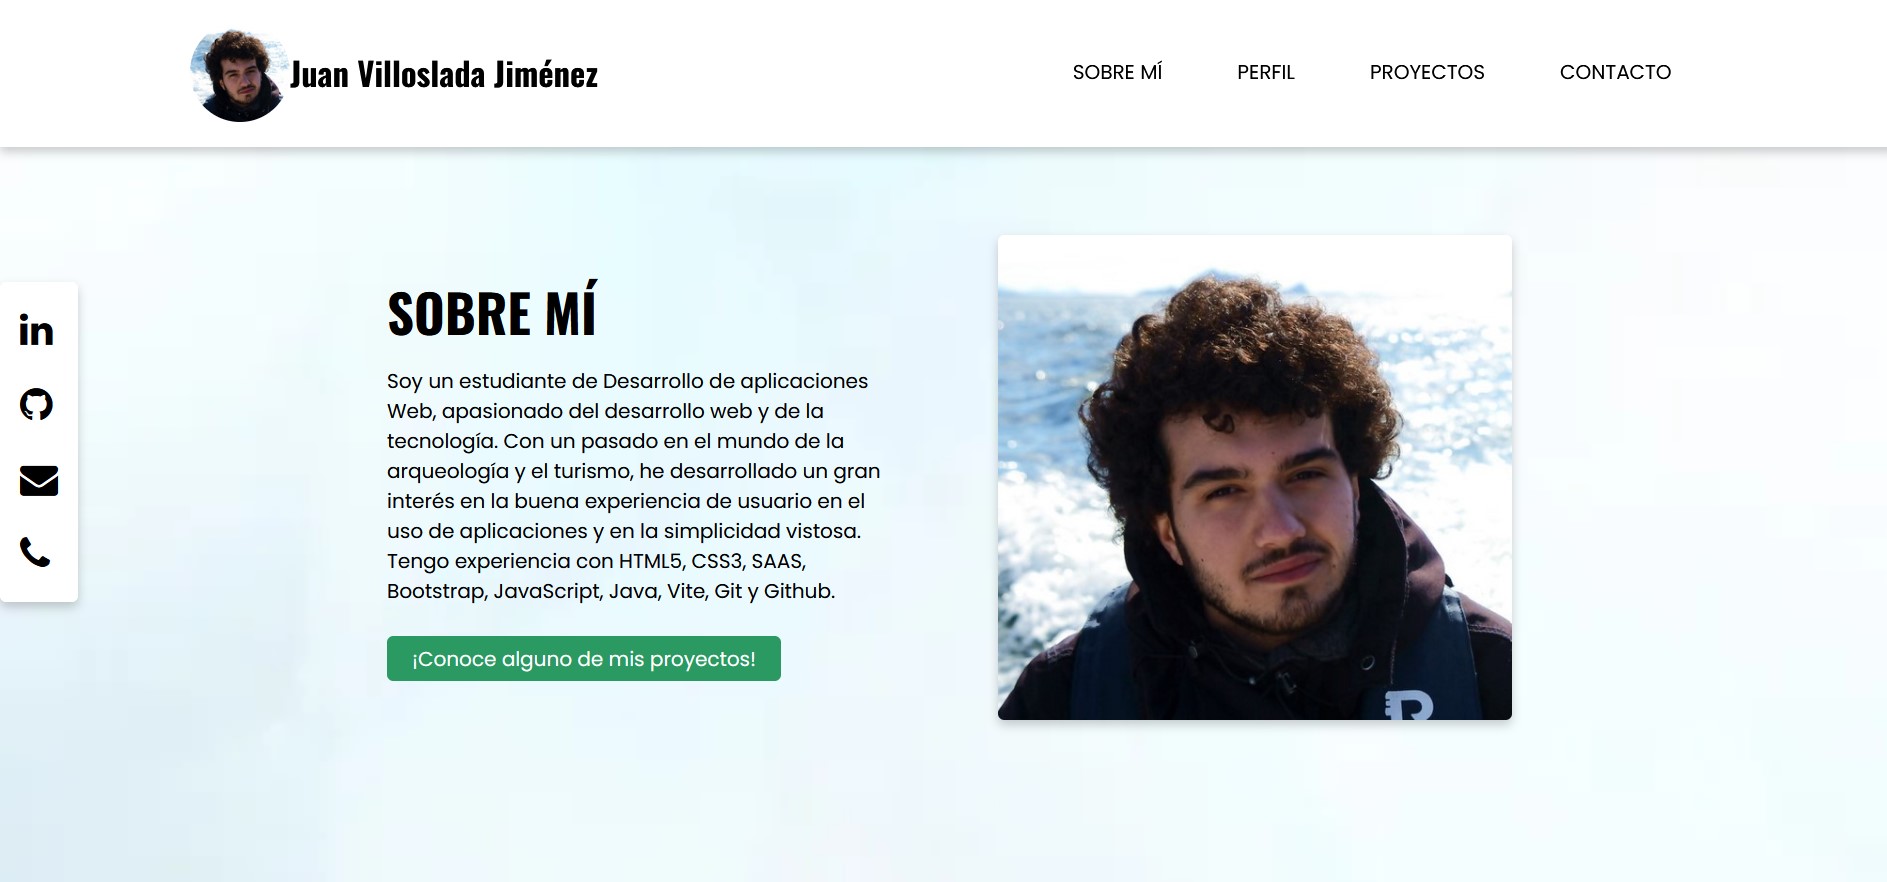 Juan Villoslada Jiménez
SOBRE MÍ
PERFIL
PROYECTOS
CONTACTO
SOBRE MÍ
Soy un estudiante de Desarrollo de aplicaciones
Web, apasionado del desarrollo web y de la
tecnología. Con un pasado en el mundo de la
arqueología y el turismo, he desarrollado un gran
interés en la buena experiencia de usuario en el
uso de aplicaciones y en la simplicidad vistosa.
Tengo experiencia con HTML5, CSS3, SAAS,
Bootstrap, JavaScript, Java, Vite, Git y Github.
¡Conoce alguno de mis proyectos!